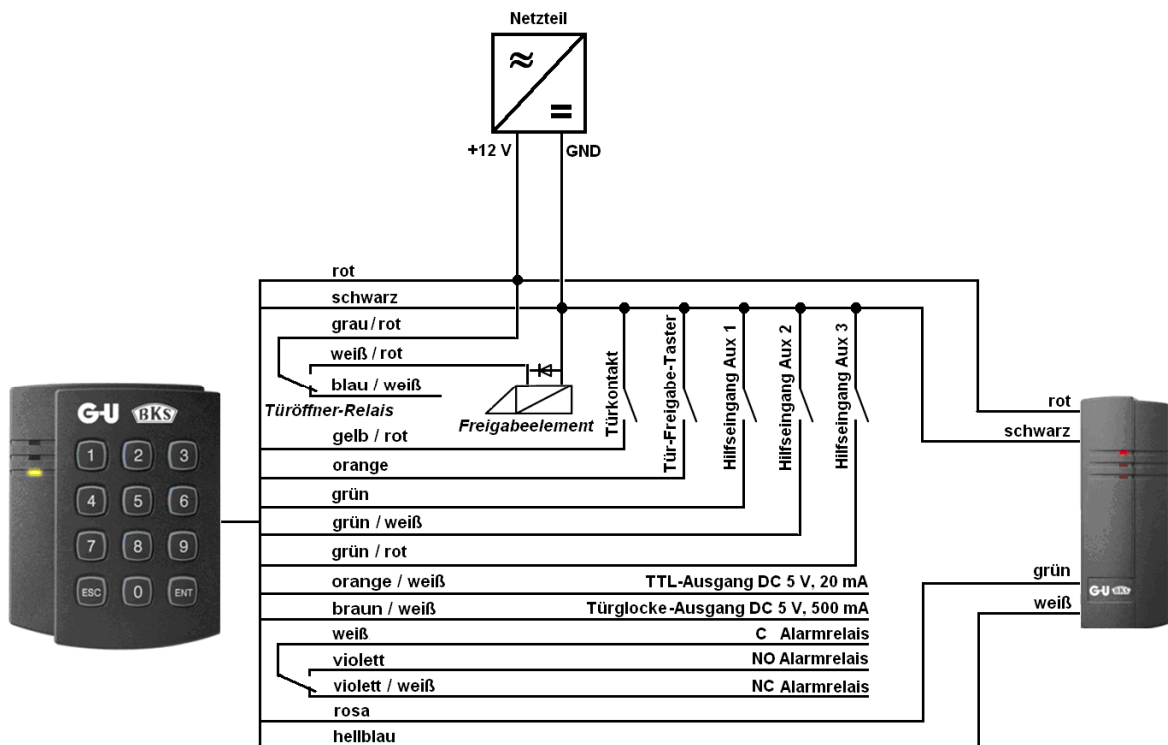 Netzteil
+12 V
GND
rot
schwarz
grau / rot
weiß / rot
blau / weiß
Türöffner-Relais
Freigabeelement
Türkontakt
Tür-Freigabe-Taster
Hilfseingang Aux 1
Hilfseingang Aux 2
Hilfseingang Aux 3
gelb / rot
orange
grün
grün / weiß
grün / rot
orange / weiß
TTL-Ausgang DC 5 V, 20 mA
braun / weiß
Türglocke-Ausgang DC 5 V, 500 mA
weiß
C Alarmrelais
violett
NO Alarmrelais
violett / weiß
NC Alarmrelais
rosa
hellblau
G-U BKS
1 2 3
4 5 6
7 8 9
ESC 0 ENT
rot
schwarz
grün
weiß
G-U BKS